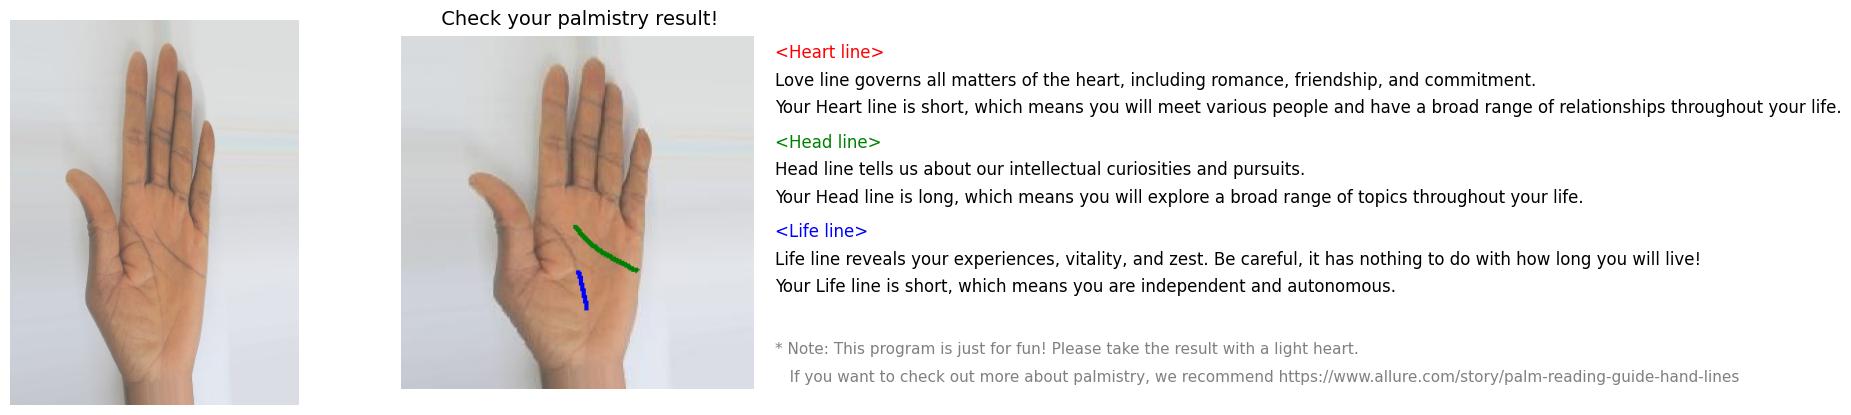 Check your palmistry result!
<Heart line>
Love line governs all matters of the heart, including romance, friendship, and commitment.
Your Heart line is short, which means you will meet various people and have a broad range of relationships throughout your life.
<Head line>
Head line tells us about our intellectual curiosities and pursuits.
Your Head line is long, which means you will explore a broad range of topics throughout your life.
<Life line>
Life line reveals your experiences, vitality, and zest. Be careful, it has nothing to do with how long you will live!
Your Life line is short, which means you are independent and autonomous.
* Note: This program is just for fun! Please take the result with a light heart.
If you want to check out more about palmistry, we recommend https://www.allure.com/story/palm-reading-guide-hand-lines